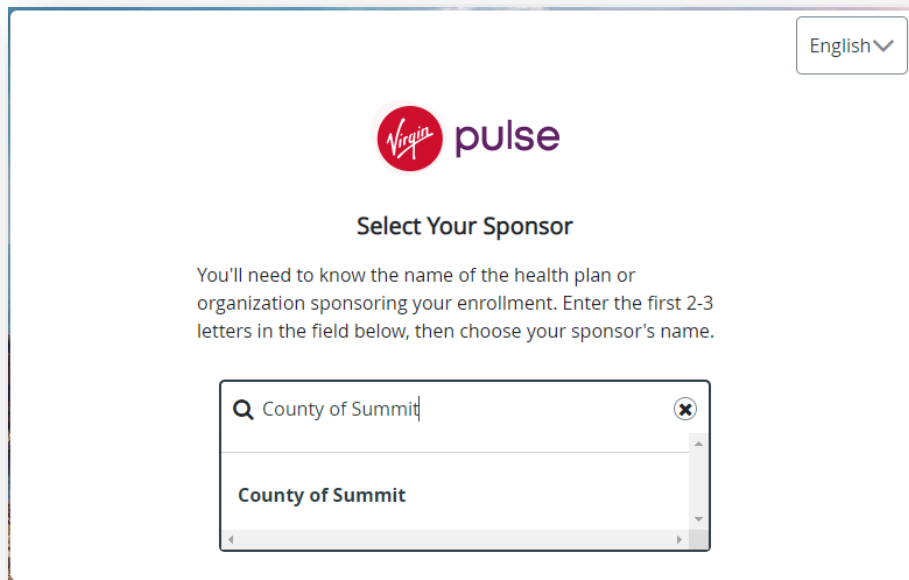 English
Virgin pulse
Select Your Sponsor
You'll need to know the name of the health plan or
organization sponsoring your enrollment. Enter the first 2-3
letters in the field below, then choose your sponsor's name.
County of Summit
County of Summit